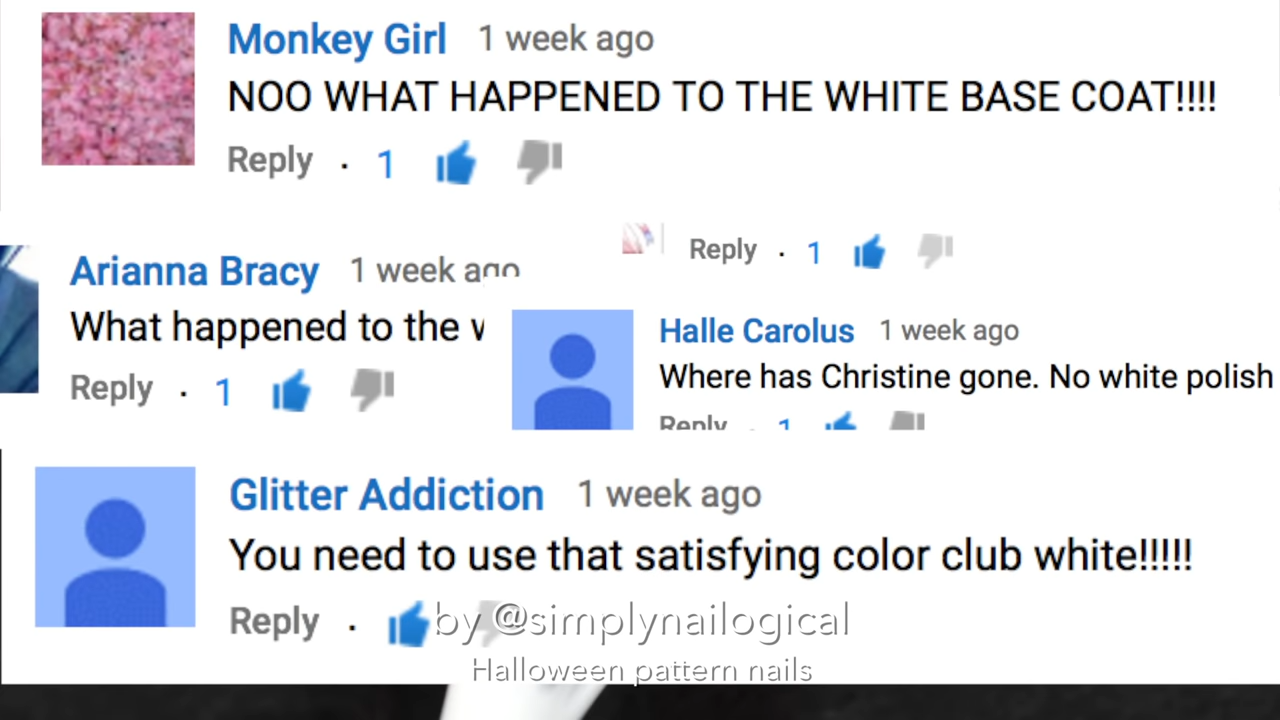 Monkey Girl 1 week ago
NOO WHAT HAPPENED TO THE WHITE BASE COAT!!!!
Reply . 1
Reply . 1
Arianna Bracy 1 week ago
What happened to the
Reply . 1
Halle Carolus 1 week ago
Where has Christine gone. No white polish
Reply . 1
Glitter Addiction 1 week ago
You need to use that satisfying color club white!!!!!
Reply .
by @simplynailogical
Halloween pattern nails